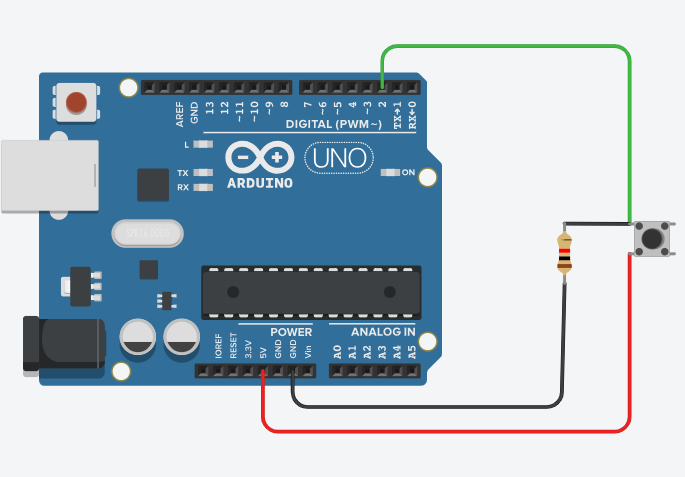 AREF
GND
13
12
~11
~10
~9
8
7
~6
~5
4
~3
2
TX→1
RX←0
DIGITAL (PWM~)
L
TX
RX
UNO
ARDUINO
ON
POWER
ANALOG IN
IOREF
RESET
3.3V
5V
GND
GND
Vin
A0
A1
A2
A3
A4
A5